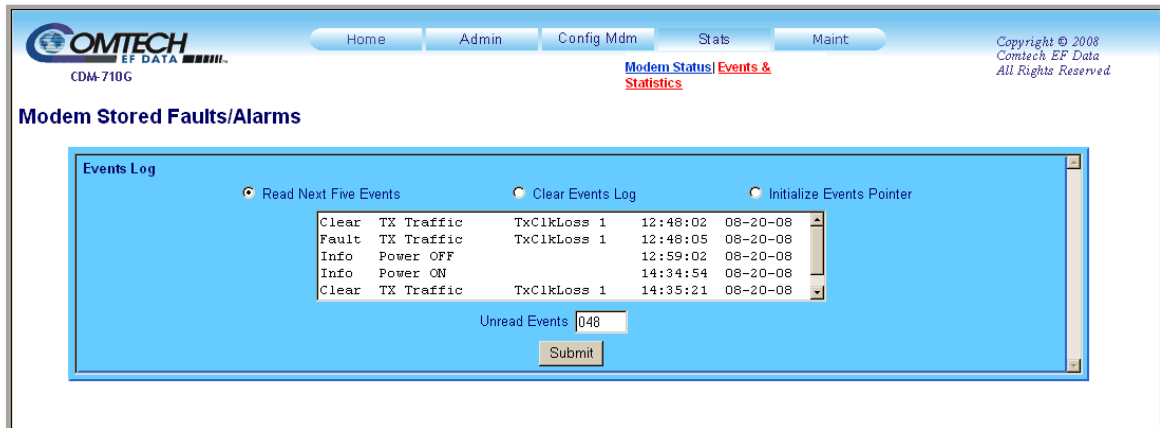 COMTECH
EF DATA
CDM-710G
Home Admin Config Mdm Stats Maint
Modem Status| Events &
Statistics
Copyright © 2008
Comtech EF Data
All Rights Reserved
Modem Stored Faults/Alarms
Events Log
Read Next Five Events Clear Events Log Initialize Events Pointer
Clear TX Traffic TxClkLoss 1 12:48:02 08-20-08
Fault TX Traffic TxClkLoss 1 12:48:05 08-20-08
Info Power OFF 12:59:02 08-20-08
Info Power ON 14:34:54 08-20-08
Clear TX Traffic TxClkLoss 1 14:35:21 08-20-08
Unread Events 048
Submit